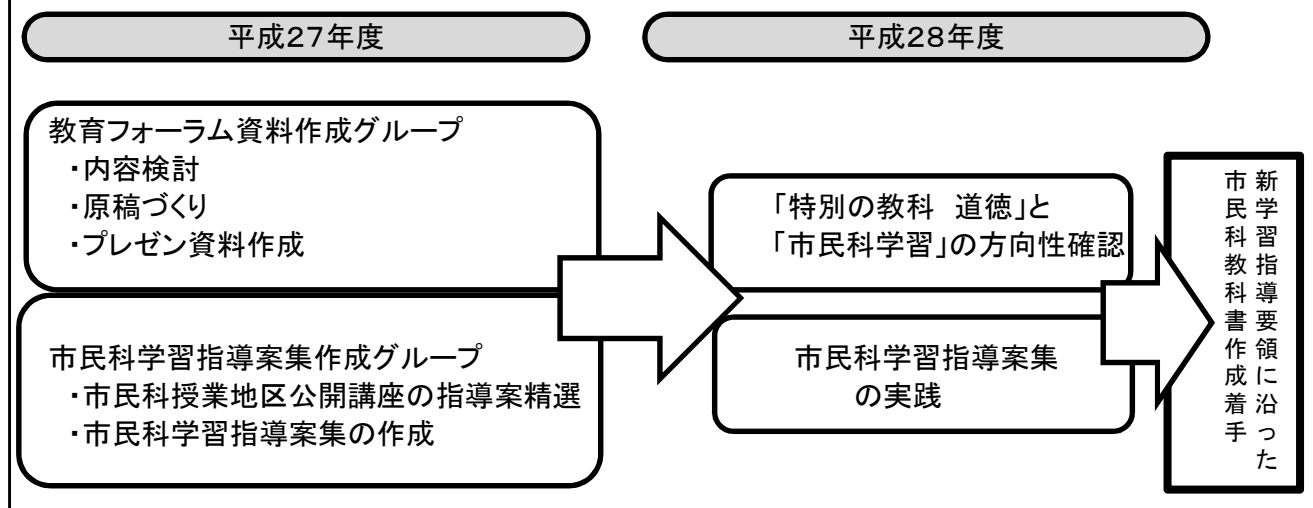 平成27年度
平成28年度
教育フォーラム資料作成グループ
・内容検討
・原稿づくり
・プレゼン資料作成
市民科学習指導案集作成グループ
・市民科授業地区公開講座の指導案精選
・市民科学習指導案集の作成
「特別の教科　道徳」と
「市民科学習」の方向性確認
市民科学習指導案集
の実践
新学習指導要領に沿った
市民科教科書作成着手